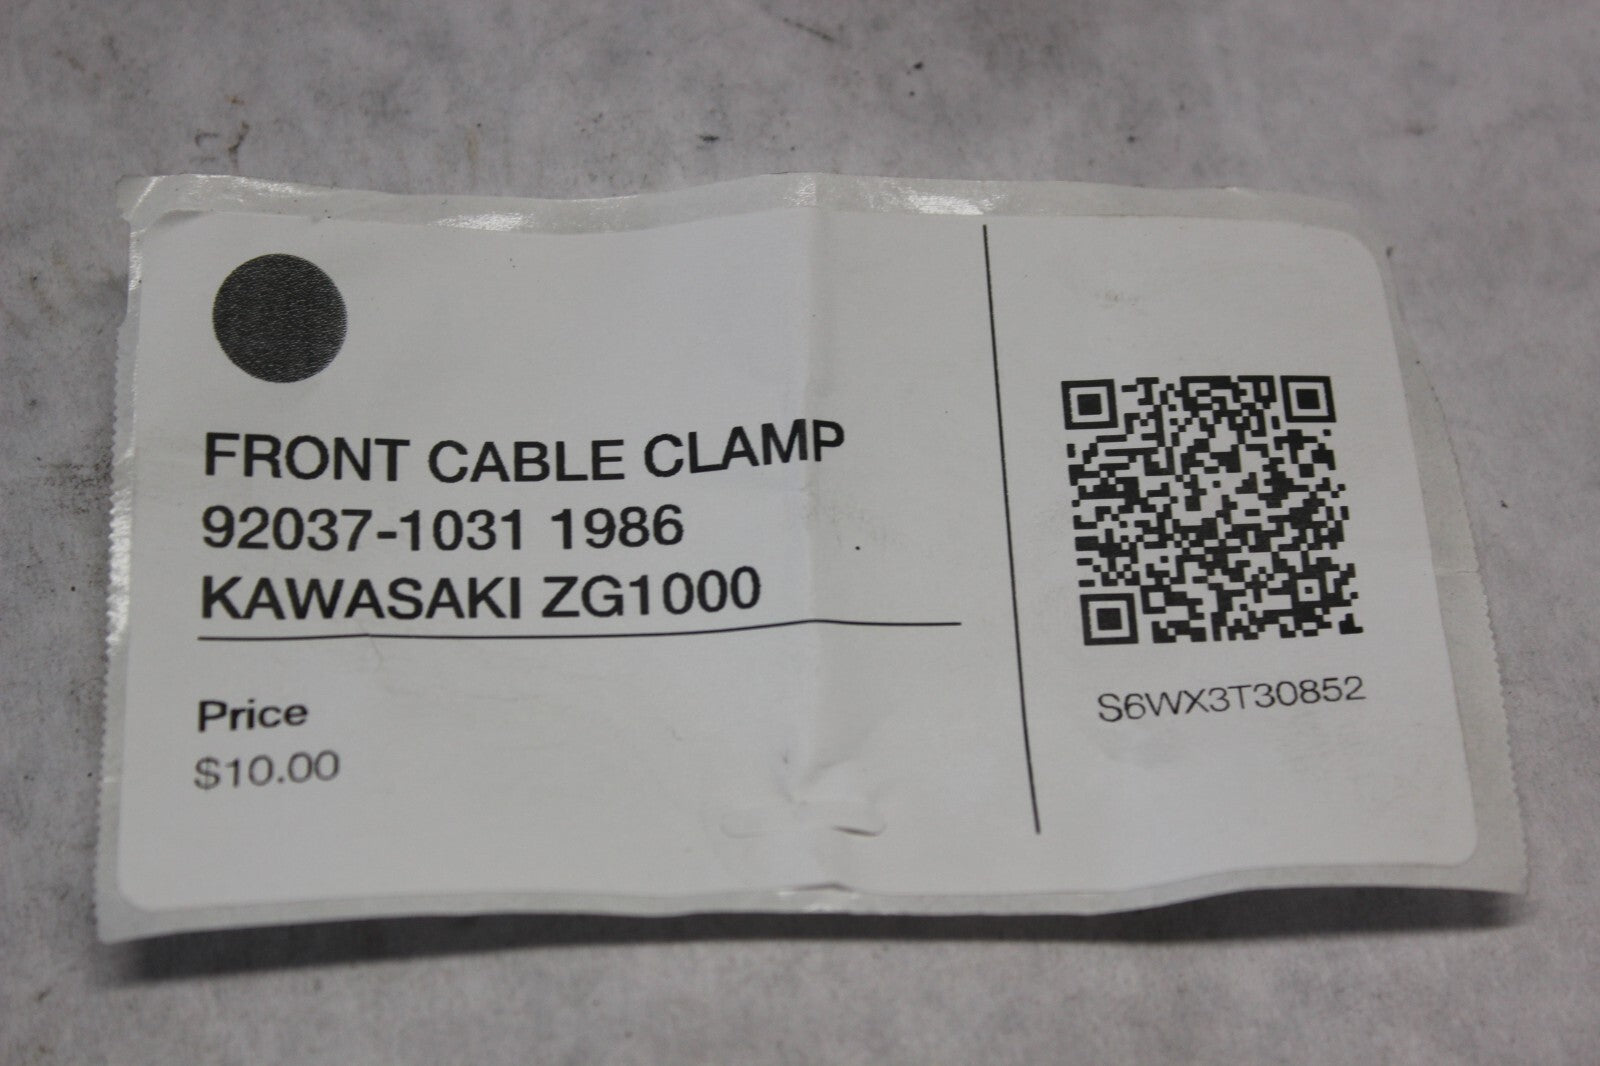 FRONT CABLE CLAMP
92037-1031 1986
KAWASAKI ZG1000
Price
$10.00
S6WX3T30852